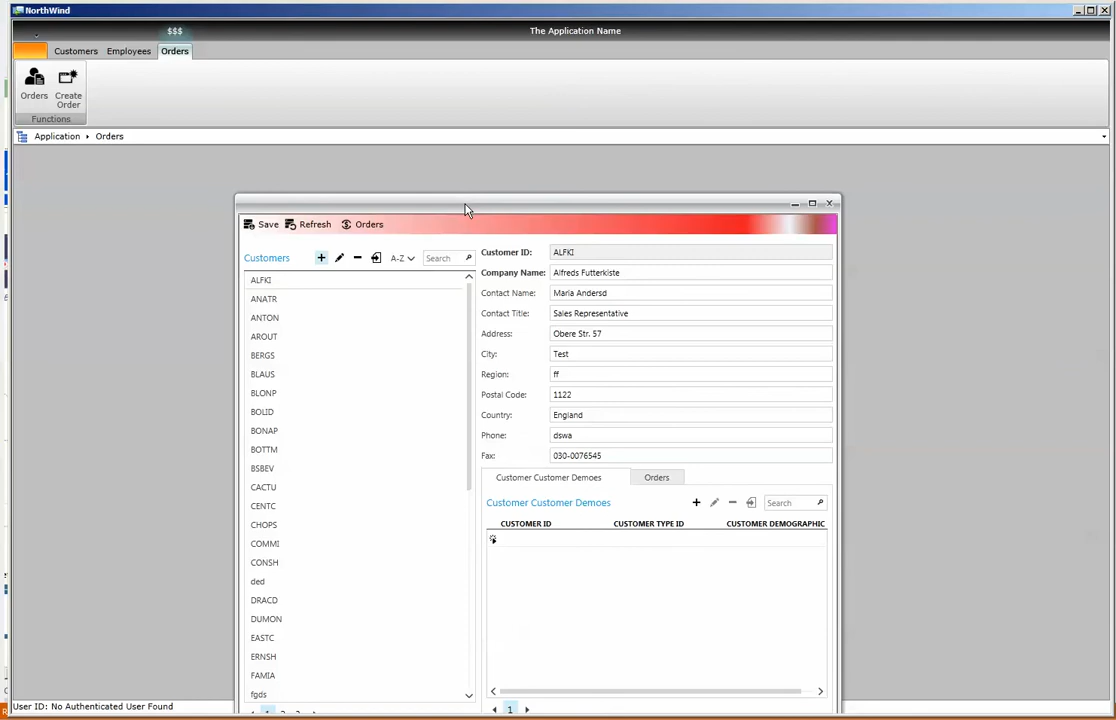 NorthWind
$$$
The Application Name
Customers Employees Orders
Orders Create Order
Functions
Application Orders
Save Refresh Orders
Customers A-Z Search
ALFKI
ANATR
ANTON
AROUT
BERGS
BLAUS
BLONP
BOLID
BONAP
BOTTM
BSBEV
CACTU
CENTC
CHOPS
COMMI
CONSH
ded
DRACD
DUMON
EASTC
ERNSH
FAMIA
fgds
Customer ID: ALFKI
Company Name: Alfreds Futterkiste
Contact Name: Maria Andersd
Contact Title: Sales Representative
Address: Obere Str. 57
City: Test
Region: ff
Postal Code: 1122
Country: England
Phone: dswa
Fax: 030-0076545
Customer Customer Demoes Orders
Customer Customer Demoes Search
CUSTOMER ID CUSTOMER TYPE ID CUSTOMER DEMOGRAPHIC
1
User ID: No Authenticated User Found